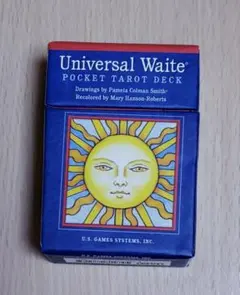 Universal Waite®
POCKET TAROT DECK
Drawings by Pamela Colman Smith
Recolored by Mary Hanson-Roberts
U.S. GAMES SYSTEMS, INC.